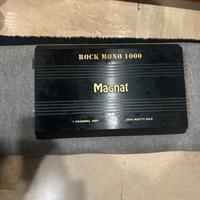 ROCK MONO 1000
Magnat
1 CHANNEL AMP
2000 WATTS MAX